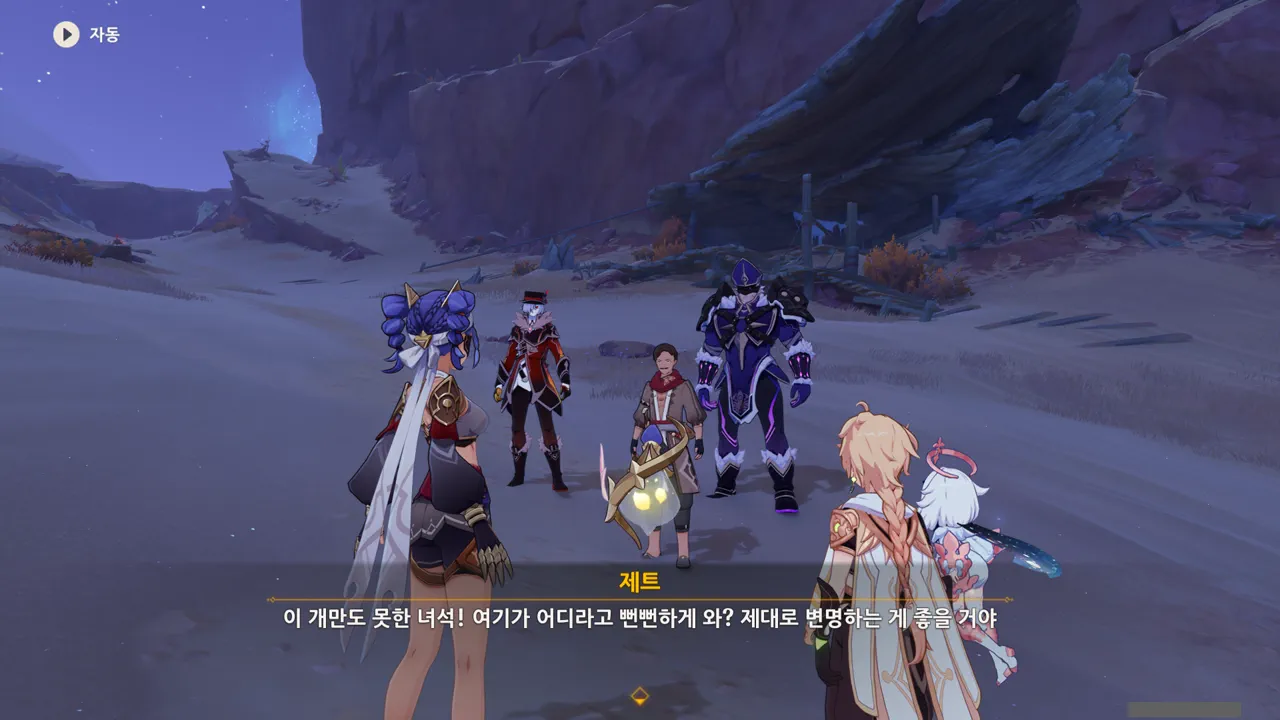 자동
제트
이 개만도 못한 녀석! 여기가 어디라고 뻔뻔하게 와? 제대로 변명하는 게 좋을 거야